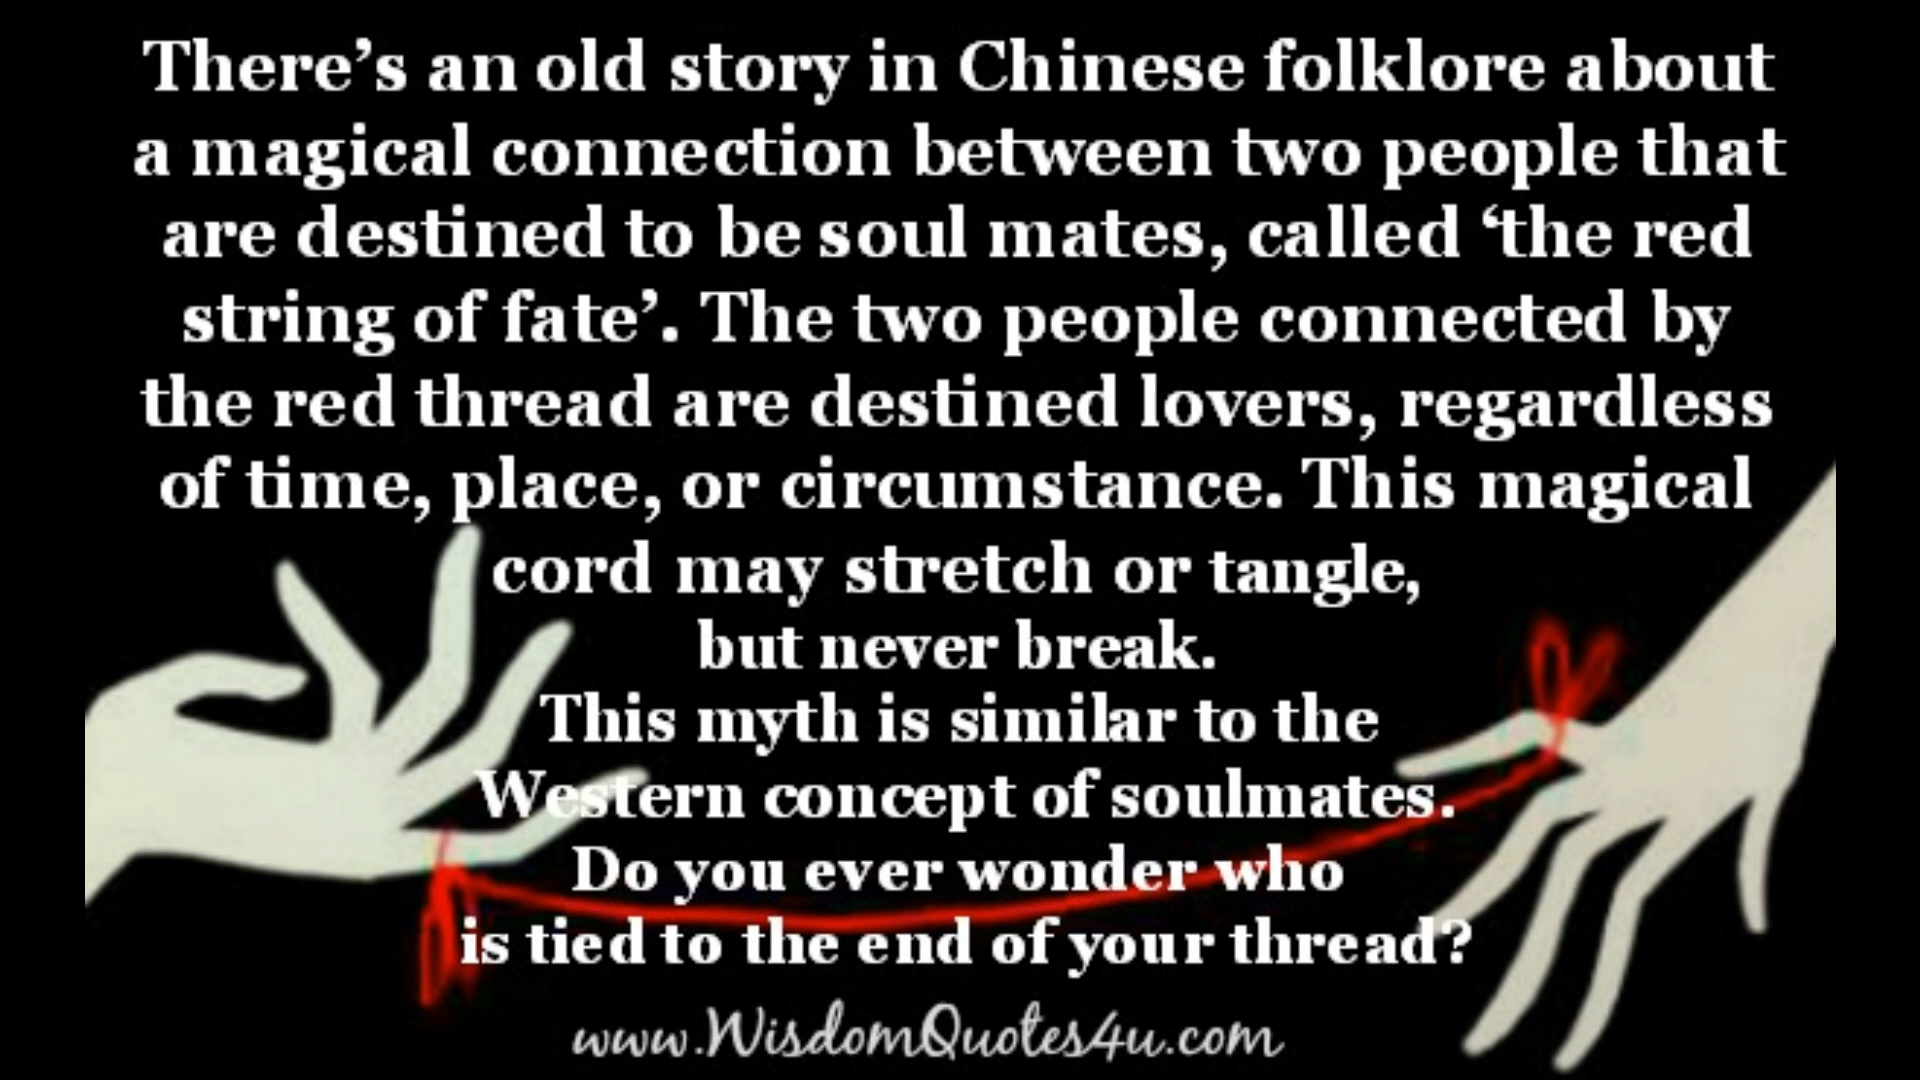 There’s an old story in Chinese folklore about
a magical connection between two people that
are destined to be soul mates, called ‘the red
string of fate’. The two people connected by
the red thread are destined lovers, regardless
of time, place, or circumstance. This magical
cord may stretch or tangle,
but never break.
This myth is similar to the
Western concept of soulmates.
Do you ever wonder who
is tied to the end of your thread?
www.WisdomQuotes4u.com